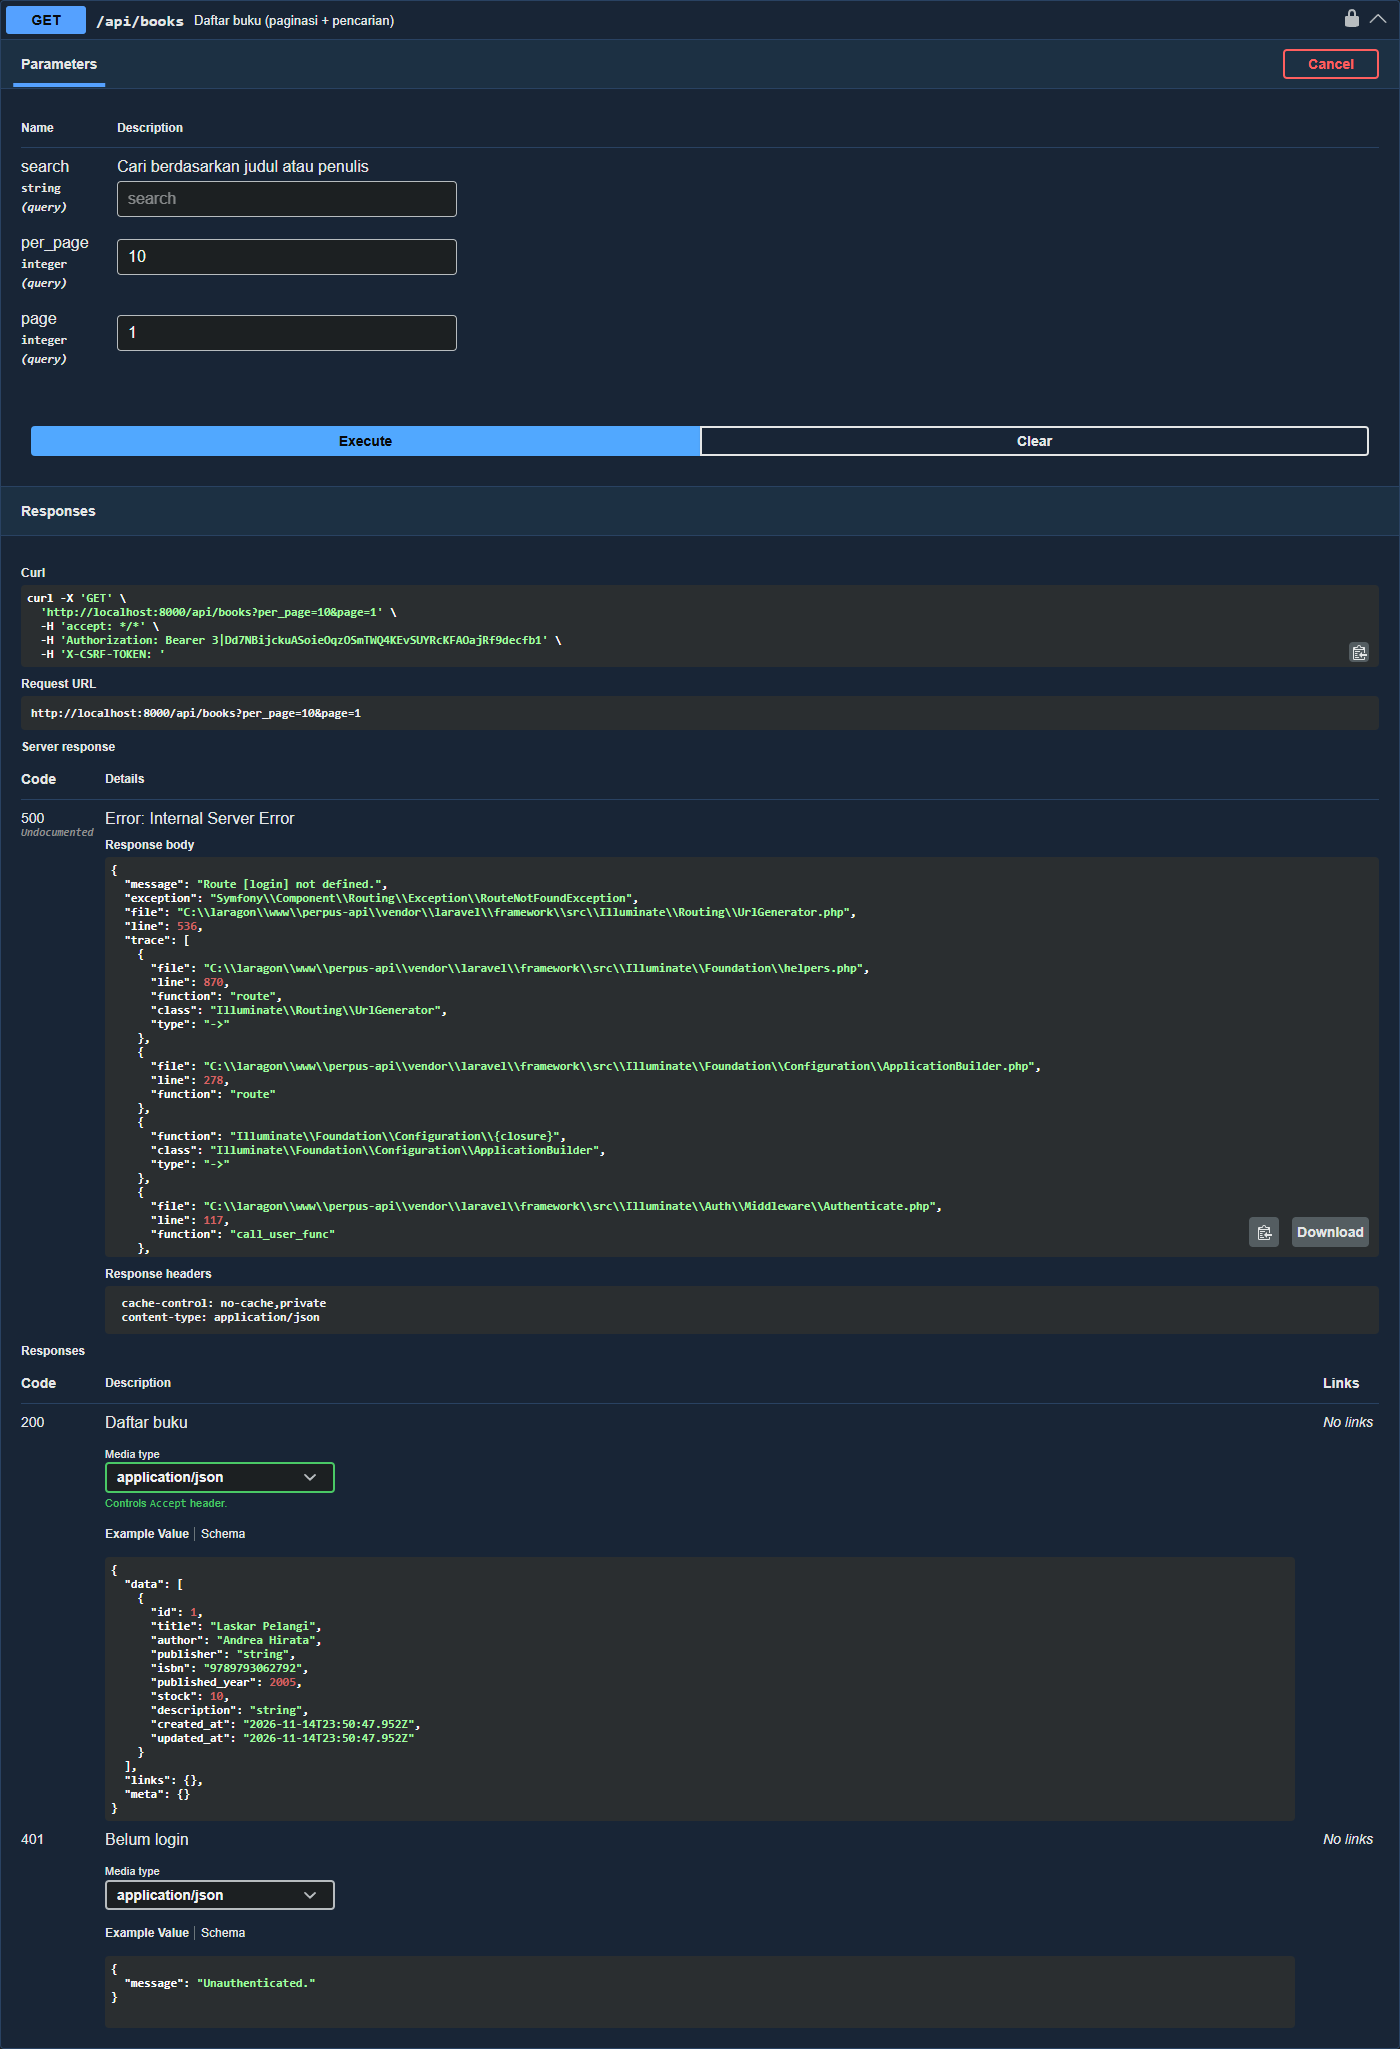 GET /api/books Daftar buku (paginasi + pencarian)
Parameters
Cancel
Name Description
search
string
(query)
Cari berdasarkan judul atau penulis
search
per_page
integer
(query)
10
page
integer
(query)
1
Execute Clear
Responses
Curl
curl -X 'GET' \
'http://localhost:8000/api/books?per_page=10&page=1' \
-H 'accept: */*' \
-H 'Authorization: Bearer 3|Dd7NBijckuASoieOqzOSmTWQ4KEvSUYRcKFAOajRf9decfb1' \
-H 'X-CSRF-TOKEN: '
Request URL
http://localhost:8000/api/books?per_page=10&page=1
Server response
Code Details
500
Undocumented
Error: Internal Server Error
Response body
{
"message": "Route [login] not defined.",
"exception": "Symfony\\Component\\Routing\\Exception\\RouteNotFoundException",
"file": "C:\\laragon\\www\\perpus-api\\vendor\\laravel\\framework\\src\\Illuminate\\Routing\\UrlGenerator.php",
"line": 536,
"trace": [
{
"file": "C:\\laragon\\www\\perpus-api\\vendor\\laravel\\framework\\src\\Illuminate\\Foundation\\helpers.php",
"line": 870,
"function": "route",
"class": "Illuminate\\Routing\\UrlGenerator",
"type": "->"
},
{
"file": "C:\\laragon\\www\\perpus-api\\vendor\\laravel\\framework\\src\\Illuminate\\Foundation\\Configuration\\ApplicationBuilder.php",
"line": 278,
"function": "route"
},
{
"function": "Illuminate\\Foundation\\Configuration\\{closure}",
"class": "Illuminate\\Foundation\\Configuration\\ApplicationBuilder",
"type": "->"
},
{
"file": "C:\\laragon\\www\\perpus-api\\vendor\\laravel\\framework\\src\\Illuminate\\Auth\\Middleware\\Authenticate.php",
"line": 117,
"function": "call_user_func"
},
Download
Response headers
cache-control: no-cache,private
content-type: application/json
Responses
Code Description Links
200 Daftar buku No links
Media type
application/json
Controls Accept header.
Example Value Schema
{
"data": [
{
"id": 1,
"title": "Laskar Pelangi",
"author": "Andrea Hirata",
"publisher": "string",
"isbn": "9789793062792",
"published_year": 2005,
"stock": 10,
"description": "string",
"created_at": "2026-11-14T23:50:47.952Z",
"updated_at": "2026-11-14T23:50:47.952Z"
}
],
"links": {},
"meta": {}
}
401 Belum login No links
Media type
application/json
Example Value Schema
{
"message": "Unauthenticated."
}